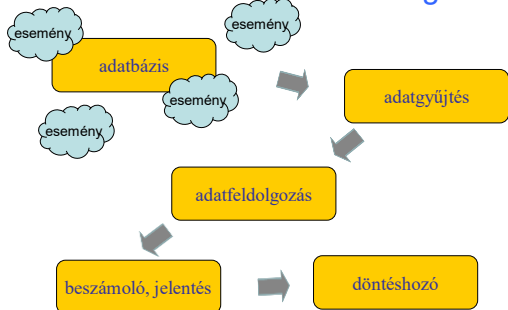 esemény
esemény
adatbázis
esemény
esemény
adatgyűjtés
adatfeldolgozás
beszámoló, jelentés
döntéshozó